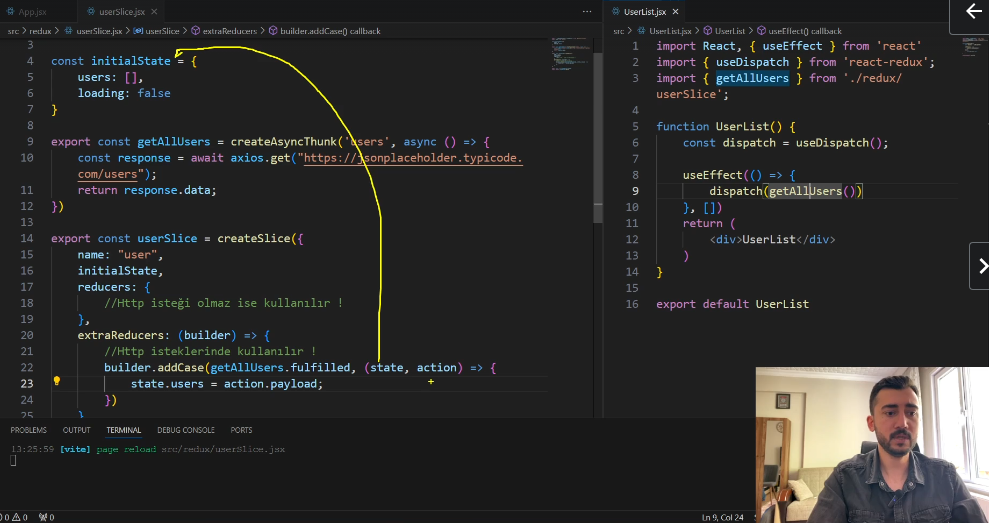 App.jsx
userSlice.jsx ×
···
src > redux > userSlice.jsx > userSlice > extraReducers > builder.addCase() callback
3
4 const initialState = {
5 users: [],
6 loading: false
7 }
8
9 export const getAllUsers = createAsyncThunk('users', async () => {
10 const response = await axios.get("https://jsonplaceholder.typicode.
com/users");
11 return response.data;
12 })
13
14 export const userSlice = createSlice({
15 name: "user",
16 initialState,
17 reducers: {
18 //Http isteği olmaz ise kullanılır !
19 },
20 extraReducers: (builder) => {
21 //Http isteklerinde kullanılır !
22 builder.addCase(getAllUsers.fulfilled, (state, action) => {
23 state.users = action.payload;
24 })
25 }
UserList.jsx ×
src > UserList.jsx > UserList > useEffect() callback
1 import React, { useEffect } from 'react'
2 import { useDispatch } from 'react-redux';
3 import { getAllUsers } from './redux/
userSlice';
4
5 function UserList() {
6 const dispatch = useDispatch();
7
8 useEffect(() => {
9 dispatch(getAllUsers())
10 }, [])
11 return (
12 <div>UserList</div>
13 )
14 }
15
16 export default UserList
PROBLEMS OUTPUT TERMINAL DEBUG CONSOLE PORTS
13:25:59 [vite] page reload src/redux/userSlice.jsx
0 0 0
Ln 9, Col 24